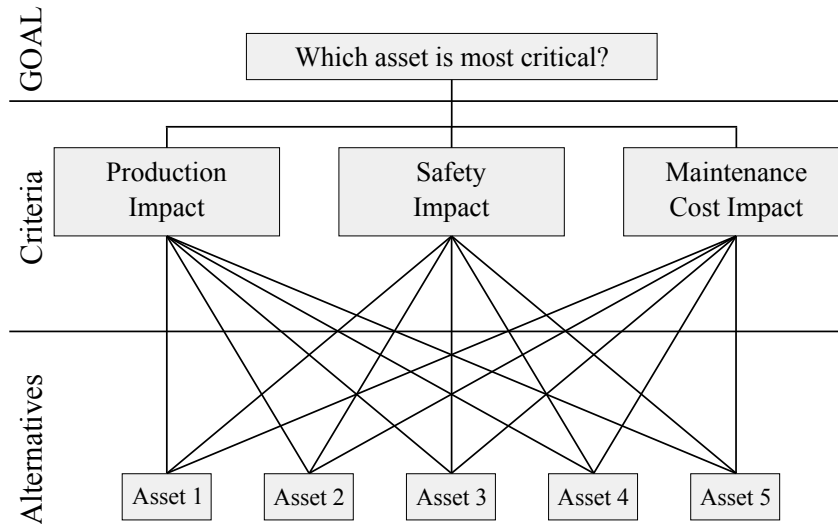 GOAL
Which asset is most critical?
Criteria
Production
Impact
Safety
Impact
Maintenance
Cost Impact
Alternatives
Asset 1
Asset 2
Asset 3
Asset 4
Asset 5